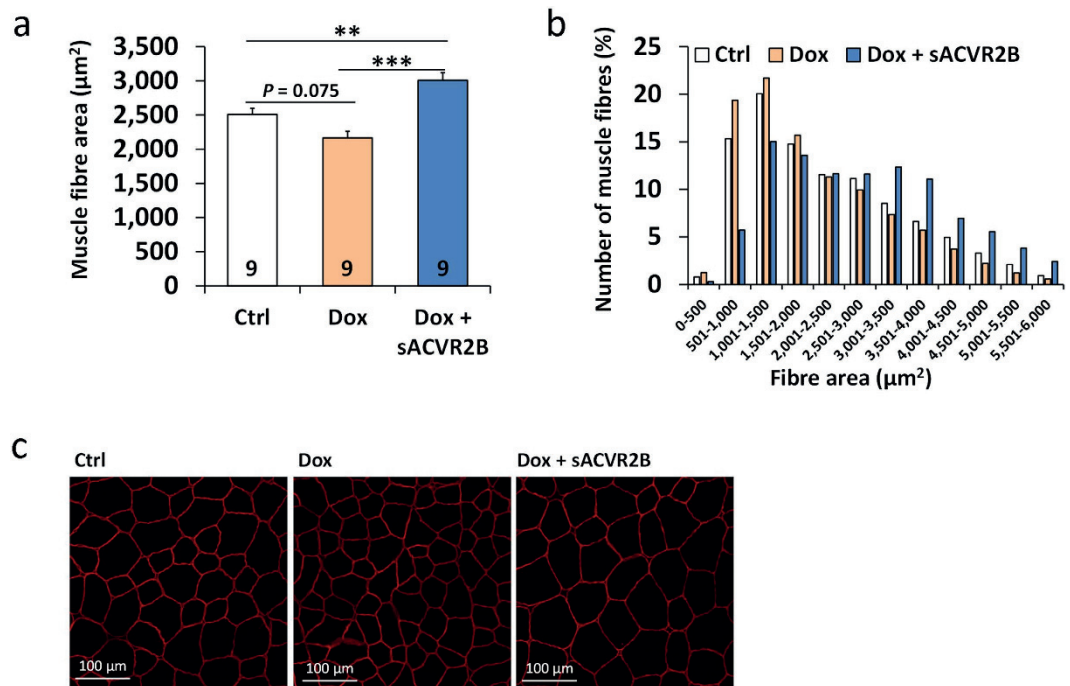 a
Muscle fibre area (µm²)
3,500
3,000
2,500
2,000
1,500
1,000
500
0
**
***
P = 0.075
9
9
9
Ctrl
Dox
Dox +
sACVR2B
b
Number of muscle fibres (%)
25
20
15
10
5
0
Ctrl
Dox
Dox + sACVR2B
0-500
501-1,000
1,001-1,500
1,501-2,000
2,001-2,500
2,501-3,000
3,001-3,500
3,501-4,000
4,001-4,500
4,501-5,000
5,001-5,500
5,501-6,000
Fibre area (µm²)
c
Ctrl
Dox
Dox + sACVR2B
100 µm
100 µm
100 µm